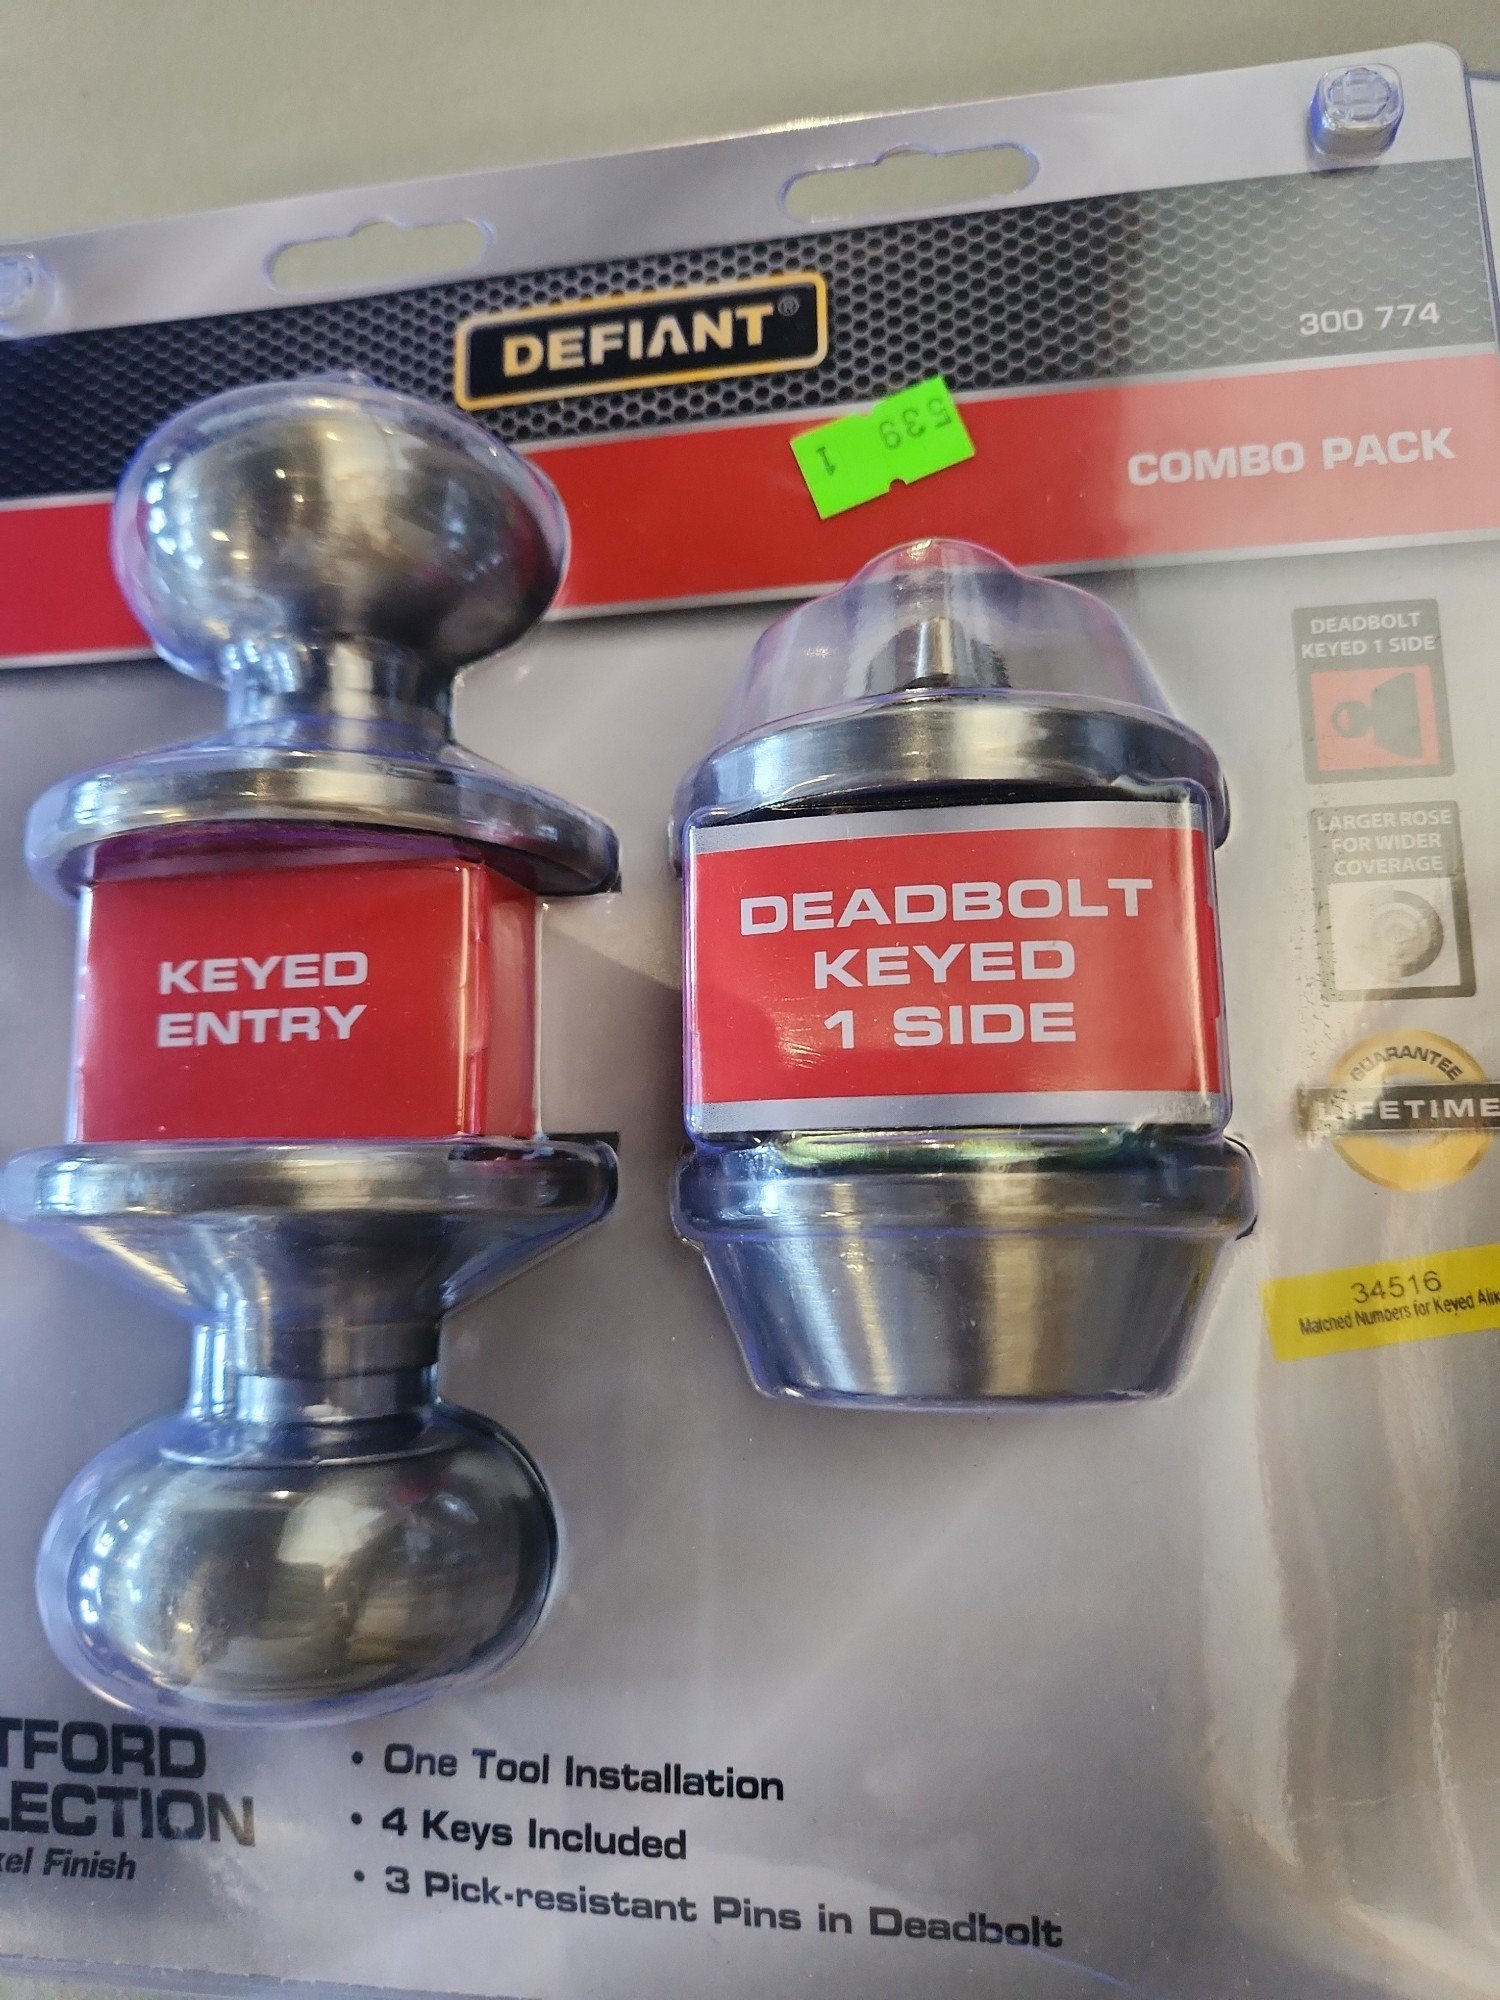 DEFIANT®
300 774
539
1
COMBO PACK
DEADBOLT
KEYED 1 SIDE
LARGER ROSE
FOR WIDER
COVERAGE
KEYED
ENTRY
DEADBOLT
KEYED
1 SIDE
GUARANTEE
LIFETIME
34516
Matched Numbers for Keyed Alik
TFORD
LECTION
kel Finish
• One Tool Installation
• 4 Keys Included
• 3 Pick-resistant Pins in Deadbolt